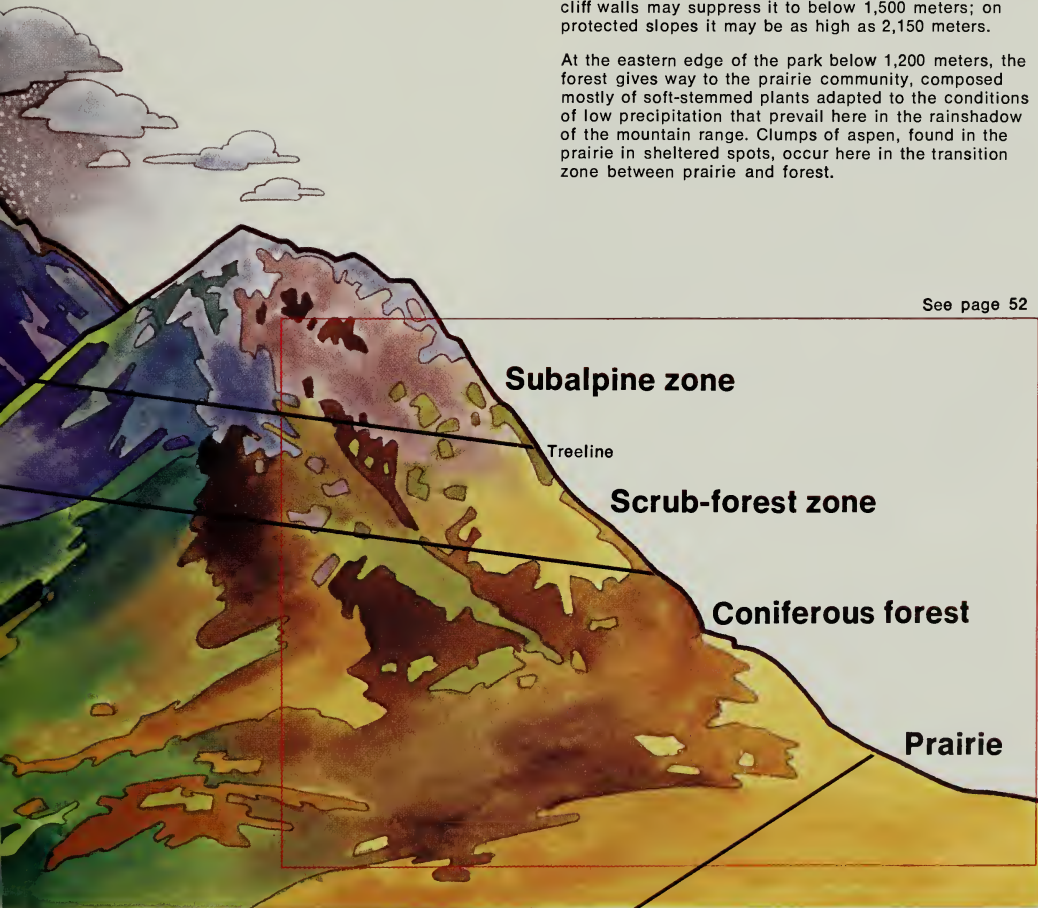 cliff walls may suppress it to below 1,500 meters; on
protected slopes it may be as high as 2,150 meters.
At the eastern edge of the park below 1,200 meters, the
forest gives way to the prairie community, composed
mostly of soft-stemmed plants adapted to the conditions
of low precipitation that prevail here in the rainshadow
of the mountain range. Clumps of aspen, found in the
prairie in sheltered spots, occur here in the transition
zone between prairie and forest.
See page 52
Subalpine zone
Treeline
Scrub-forest zone
Coniferous forest
Prairie